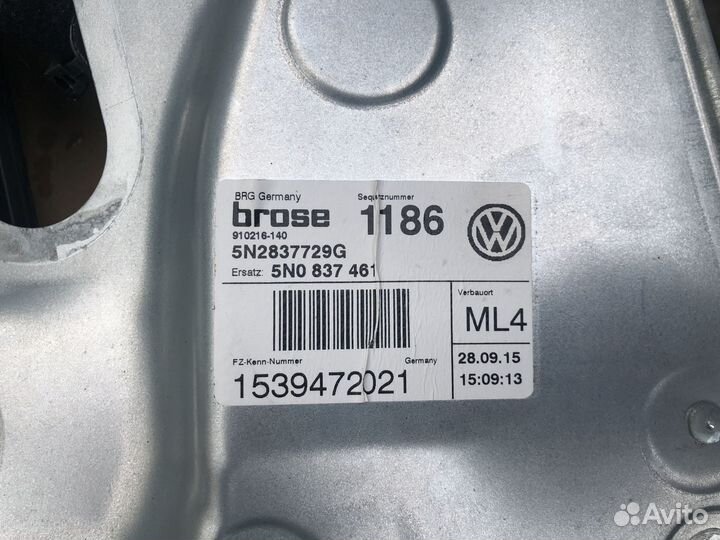 BRG Germany
Sequenznummer
brose
1186
910216-140
5N2837729G
Ersatz: 5N0 837 461
Verbauort
ML4
FZ-Kenn-Nummer
Germany
28.09.15
1539472021
15:09:13
Avito